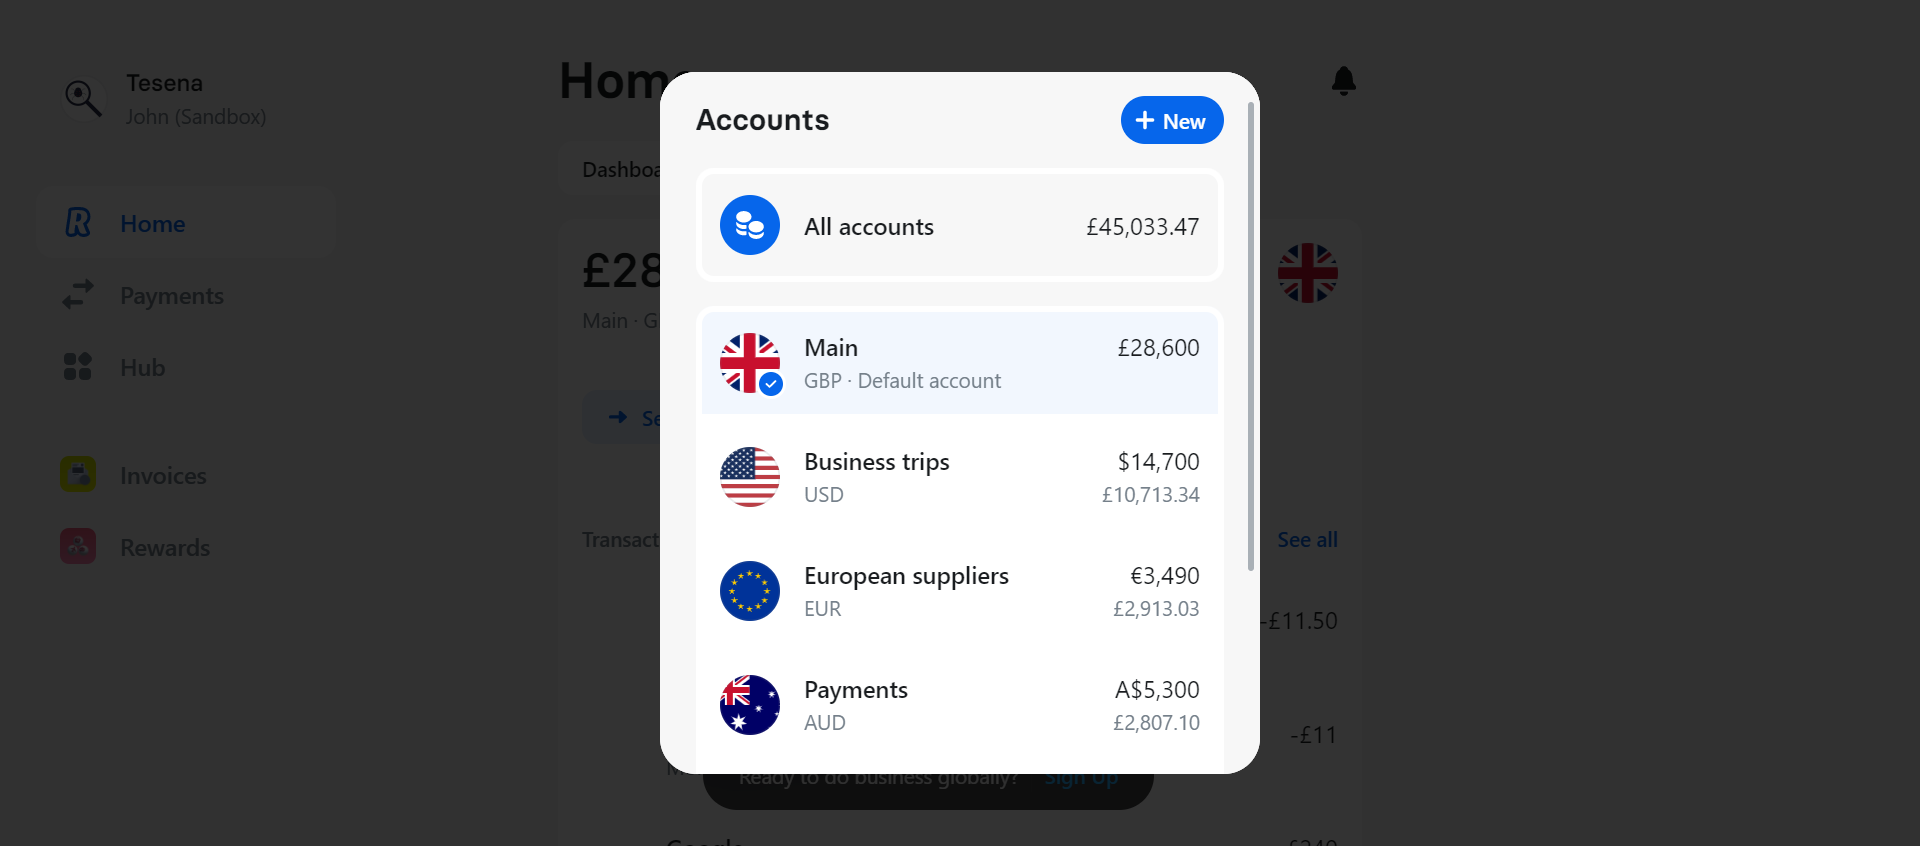 Tesena
John (Sandbox)
Home
Payments
Hub
Invoices
Rewards
Hom
Dashboa
£28
Main · G
Se
Transact
See all
-£11.50
-£11
Accounts
New
All accounts
£45,033.47
Main
£28,600
GBP · Default account
Business trips
$14,700
USD
£10,713.34
European suppliers
€3,490
EUR
£2,913.03
Payments
A$5,300
AUD
£2,807.10
Ready to do business globally?
Sign Up